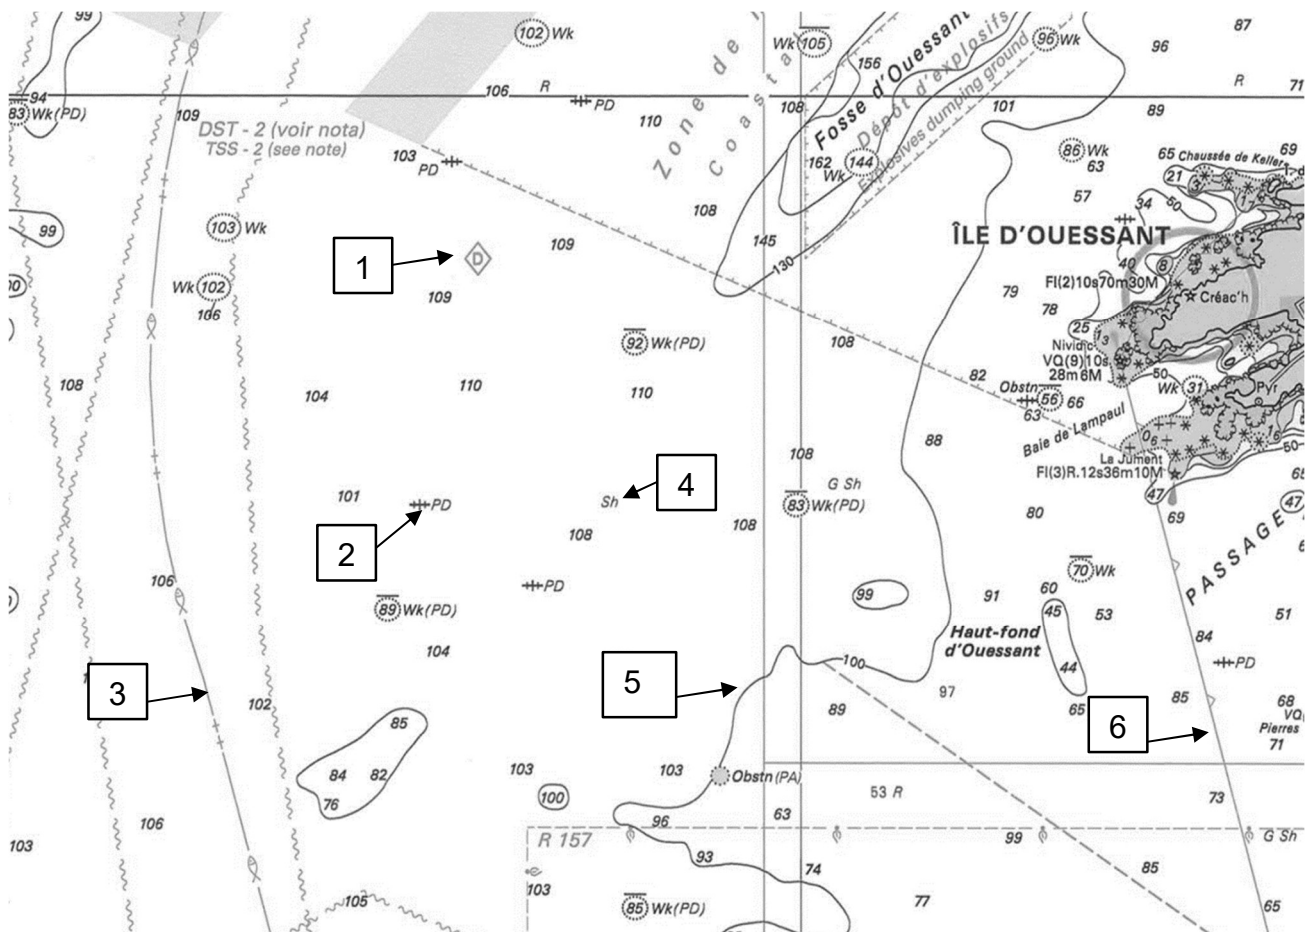 99
102 Wk
Wk 105
96 Wk
96
87
156
Zone de
Coastal
Fosse d'Ouessant
Dépôt d'explosifs
Explosives dumping ground
94
83 Wk(PD)
109
106
R
PD
108
101
89
R
71
DST - 2 (voir nota)
TSS - 2 (see note)
110
103
PD
162
Wk 144
86 Wk
63
65
Chaussée de Keller
69
21
57
34
50
99
103 Wk
1
D
109
108
145
130
ÎLE D'OUESSANT
40
8
Fl(2)10s70m30M
Créac'h
Wk 102
106
109
79
78
25
Nividic
VQ(9)10s
28m8M
92 Wk(PD)
108
108
104
110
110
82
Obstn 56
63
66
50
Wk 31
Pyr
Baie de Lampaul
88
108
La Jument
Fl(3)R.12s36m10M
50
47
47
101
PD
Sh
4
G Sh
83 Wk(PD)
80
69
2
108
108
70 Wk
PASSAGE
106
89 Wk(PD)
PD
99
91
60
45
53
51
104
Haut-fond
d'Ouessant
44
84
PD
3
5
100
97
65
85
6
68
VQ(
Pierres
71
102
85
84
82
76
89
103
103
Obstn (PA)
100
53 R
73
106
96
63
103
R 157
99
G Sh
93
74
85
103
105
85 Wk(PD)
77
65